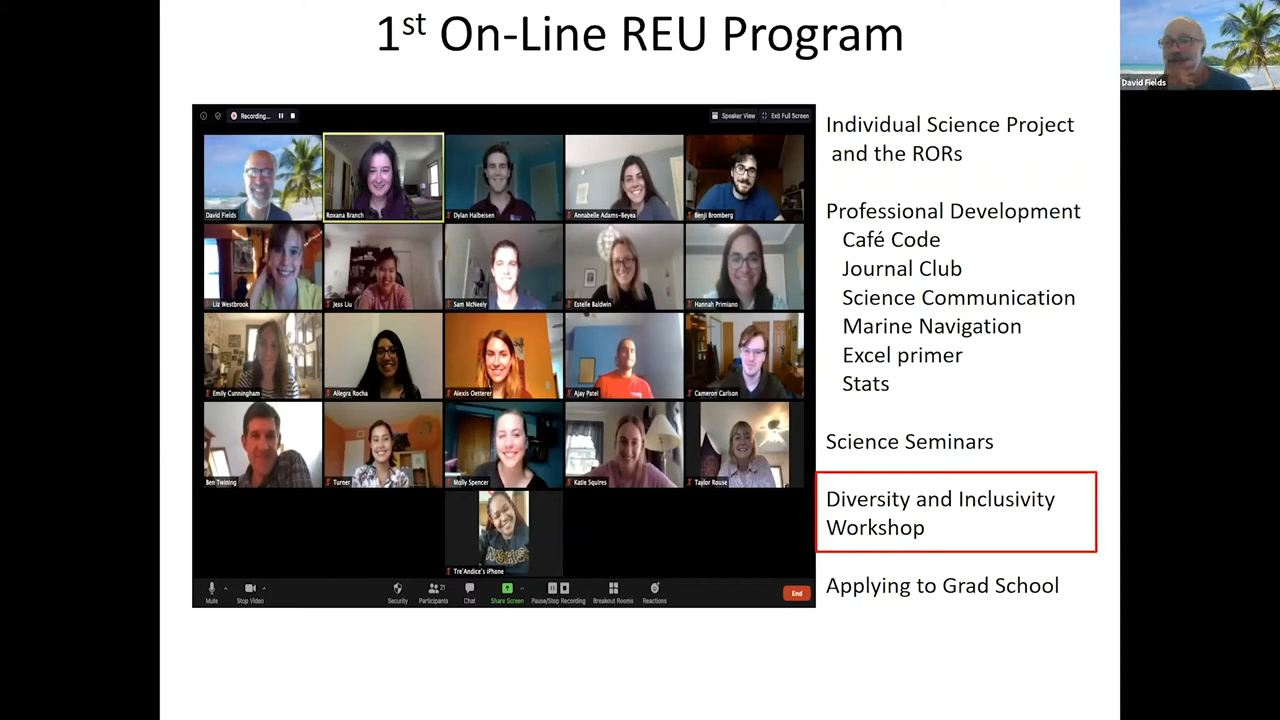 1st On-Line REU Program
David Fields
Recording...
Speaker View
Exit Full Screen
David Fields
Roxana Branch
Dylan Halbeisen
Annabelle Adams-Beyea
Benji Bromberg
Liz Westbrook
Jess Liu
Sam McNeely
Estelle Baldwin
Hannah Primiano
Emily Cunningham
Allegra Rocha
Alexis Oetterer
Ajay Patel
Cameron Carlson
Ben Twining
Turner
Molly Spencer
Katie Squires
Taylor Rouse
Tre'Andice's iPhone
Mute
Stop Video
Security
21
Participants
Chat
Share Screen
Pause/Stop Recording
Breakout Rooms
Reactions
End
Individual Science Project
and the RORs
Professional Development
Café Code
Journal Club
Science Communication
Marine Navigation
Excel primer
Stats
Science Seminars
Diversity and Inclusivity
Workshop
Applying to Grad School